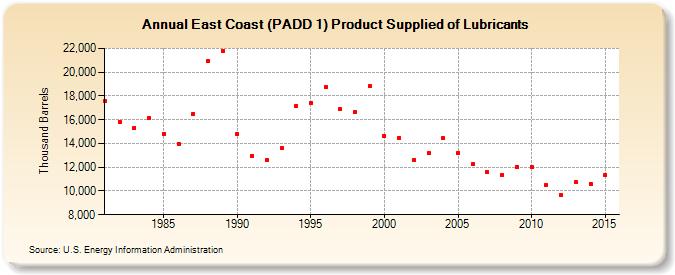 Annual East Coast (PADD 1) Product Supplied of Lubricants
Thousand Barrels
22,000
20,000
18,000
16,000
14,000
12,000
10,000
8,000
1985 1990 1995 2000 2005 2010 2015
Source: U.S. Energy Information Administration